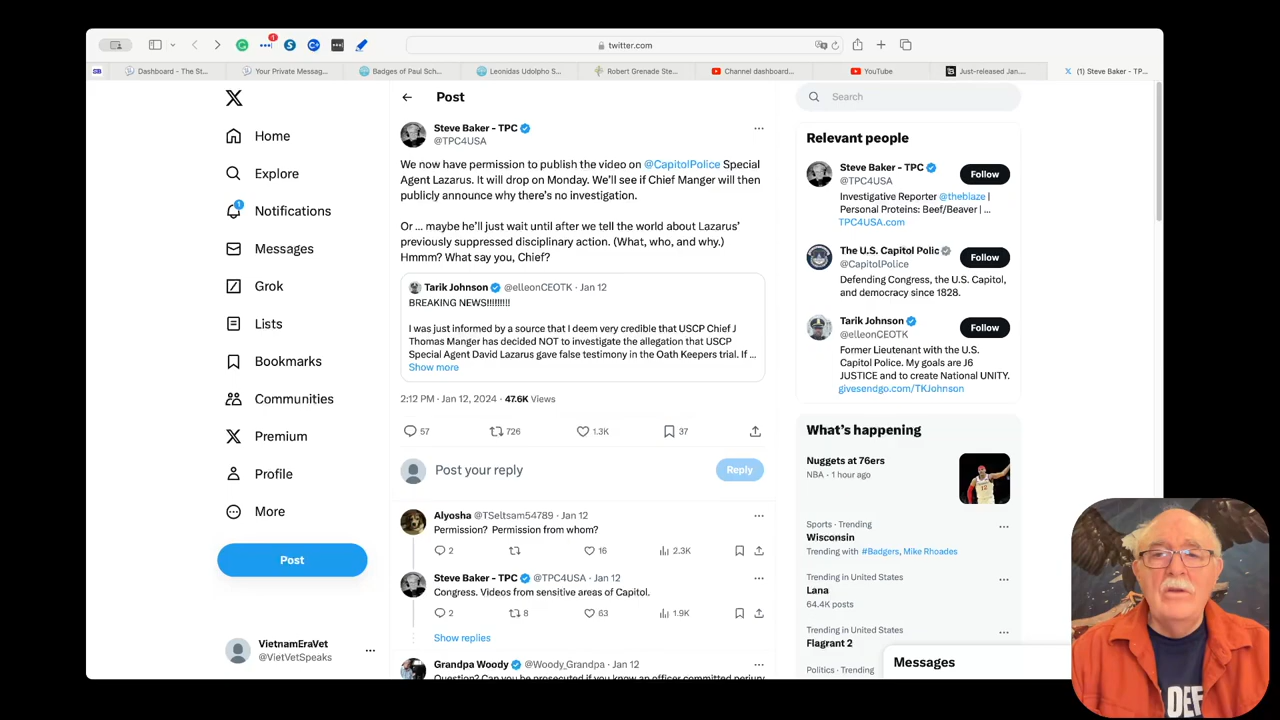 1
twitter.com
SB
Dashboard - The St...
Your Private Messag...
Badges of Paul Sch...
Leonidas Udolpho S...
Robert Grenade Ste...
Channel dashboard...
YouTube
Just-released Jan....
(1) Steve Baker - TP...
Home
Explore
1
Notifications
Messages
Grok
Lists
Bookmarks
Communities
Premium
Profile
More
Post
VietnamEraVet
@VietVetSpeaks
Post
Steve Baker - TPC
@TPC4USA
We now have permission to publish the video on @CapitolPolice Special
Agent Lazarus. It will drop on Monday. We'll see if Chief Manger will then
publicly announce why there's no investigation.
Or ... maybe he'll just wait until after we tell the world about Lazarus'
previously suppressed disciplinary action. (What, who, and why.)
Hmmm? What say you, Chief?
Tarik Johnson @elleonCEOTK · Jan 12
BREAKING NEWS!!!!!!!!!
I was just informed by a source that I deem very credible that USCP Chief J
Thomas Manger has decided NOT to investigate the allegation that USCP
Special Agent David Lazarus gave false testimony in the Oath Keepers trial. If ...
Show more
2:12 PM · Jan 12, 2024 · 47.6K Views
57 726 1.3K 37
Post your reply
Reply
Alyosha @TSeltsam54789 · Jan 12
Permission? Permission from whom?
2 16 2.3K
Steve Baker - TPC @TPC4USA · Jan 12
Congress. Videos from sensitive areas of Capitol.
2 8 63 1.9K
Show replies
Grandpa Woody @Woody_Grandpa · Jan 12
Question? Can you be prosecuted if you know an officer committed perjury
Search
Relevant people
Steve Baker - TPC
@TPC4USA
Follow
Investigative Reporter @theblaze |
Personal Proteins: Beef/Beaver | ...
TPC4USA.com
The U.S. Capitol Polic
@CapitolPolice
Follow
Defending Congress, the U.S. Capitol,
and democracy since 1828.
Tarik Johnson
@elleonCEOTK
Follow
Former Lieutenant with the U.S.
Capitol Police. My goals are J6
JUSTICE and to create National UNITY.
givesendgo.com/TKJohnson
What's happening
Nuggets at 76ers
NBA · 1 hour ago
Sports · Trending
Wisconsin
Trending with #Badgers, Mike Rhoades
Trending in United States
Lana
64.4K posts
Trending in United States
Flagrant 2
Politics · Trending
Messages